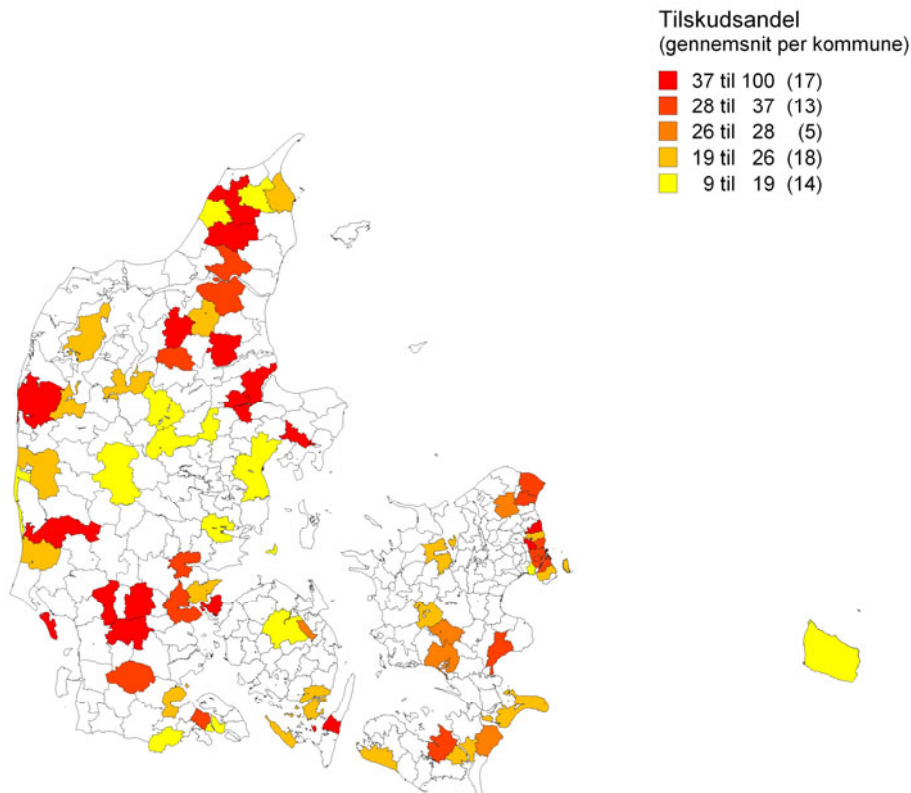 Tilskudsandel
(gennemsnit per kommune)
37 til 100 (17)
28 til 37 (13)
26 til 28 (5)
19 til 26 (18)
9 til 19 (14)